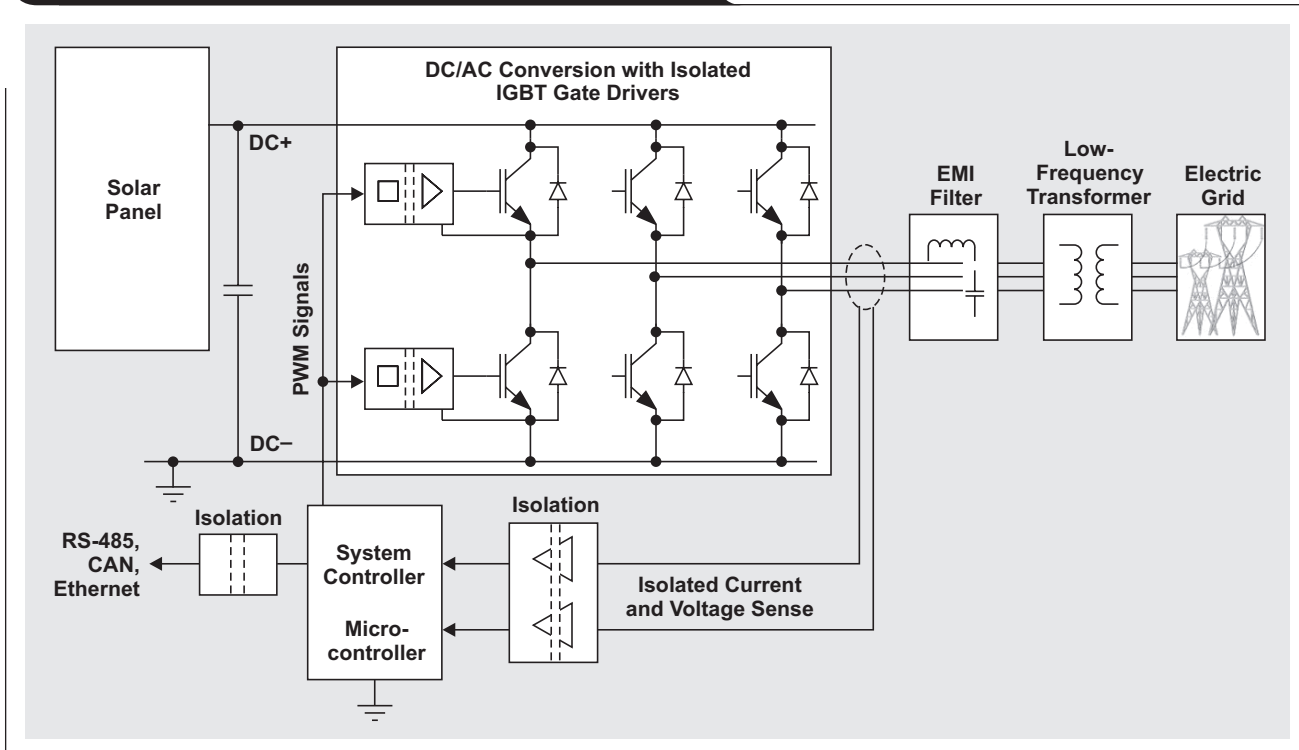 DC/AC Conversion with Isolated
IGBT Gate Drivers
Solar
Panel
DC+
PWM Signals
DC–
EMI
Filter
Low-
Frequency
Transformer
Electric
Grid
Isolation
RS-485,
CAN,
Ethernet
System
Controller
Micro-
controller
Isolation
Isolated Current
and Voltage Sense